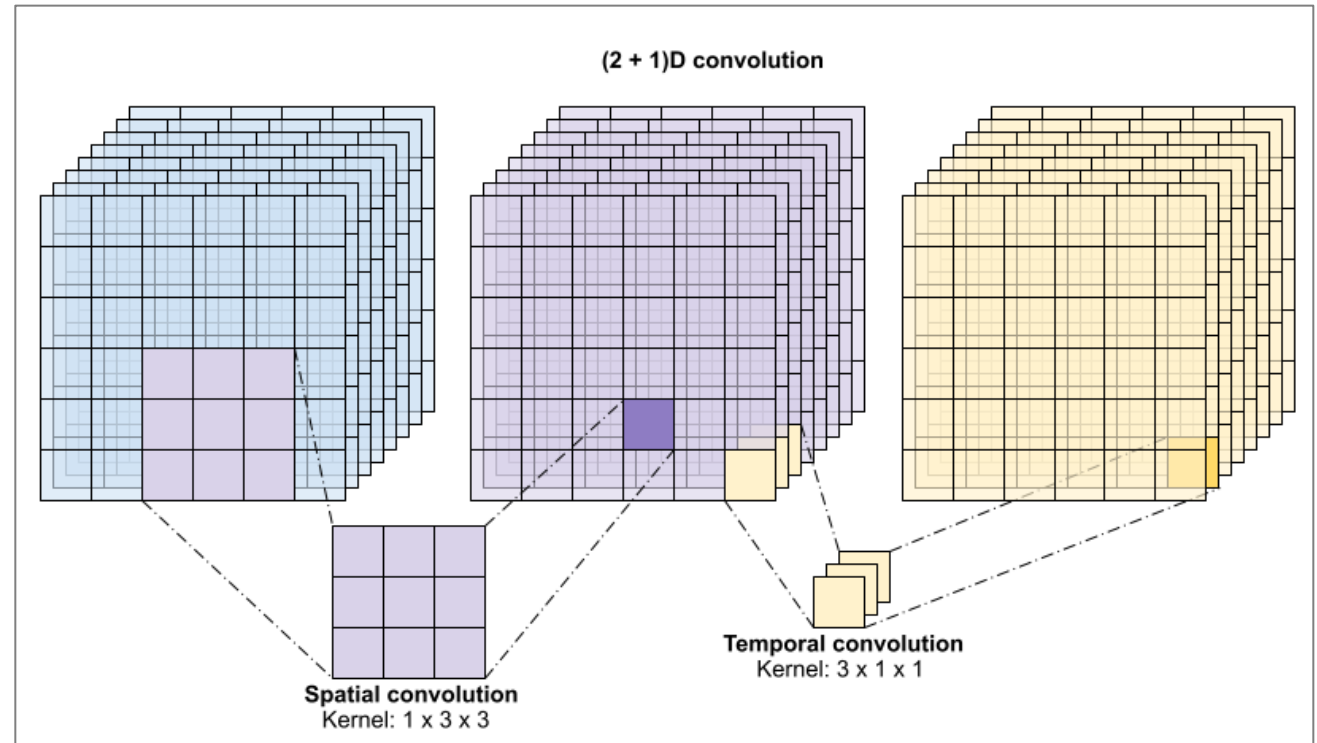 (2 + 1)D convolution
Temporal convolution
Kernel: 3 x 1 x 1
Spatial convolution
Kernel: 1 x 3 x 3